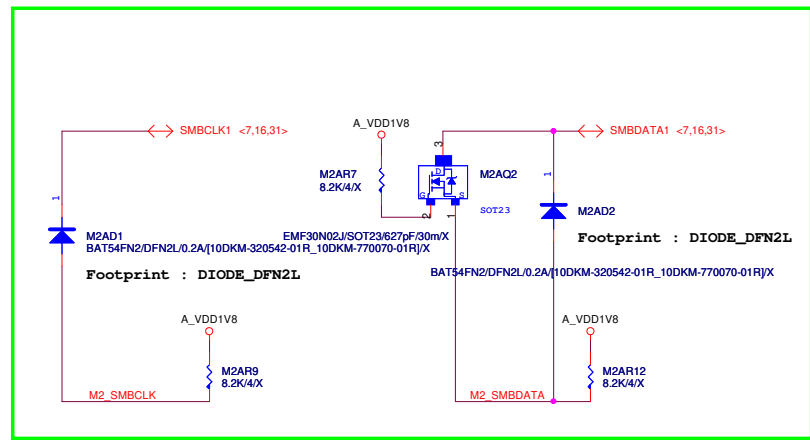 SMBCLK1 <7,16,31>
A_VDD1V8
SMBDATA1 <7,16,31>
3
M2AR7
8.2K/4/X
D
M2AQ2
1
1
G
S
SOT23
2
1
M2AD2
M2AD1
EMF30N02J/SOT23/627pF/30m/X
BAT54FN2/DFN2L/0.2A/[10DKM-320542-01R_10DKM-770070-01R]/X
Footprint : DIODE_DFN2L
Footprint : DIODE_DFN2L
BAT54FN2/DFN2L/0.2A/[10DKM-320542-01R_10DKM-770070-01R]/X
A_VDD1V8
A_VDD1V8
M2AR9
8.2K/4/X
M2AR12
8.2K/4/X
M2_SMBCLK
M2_SMBDATA